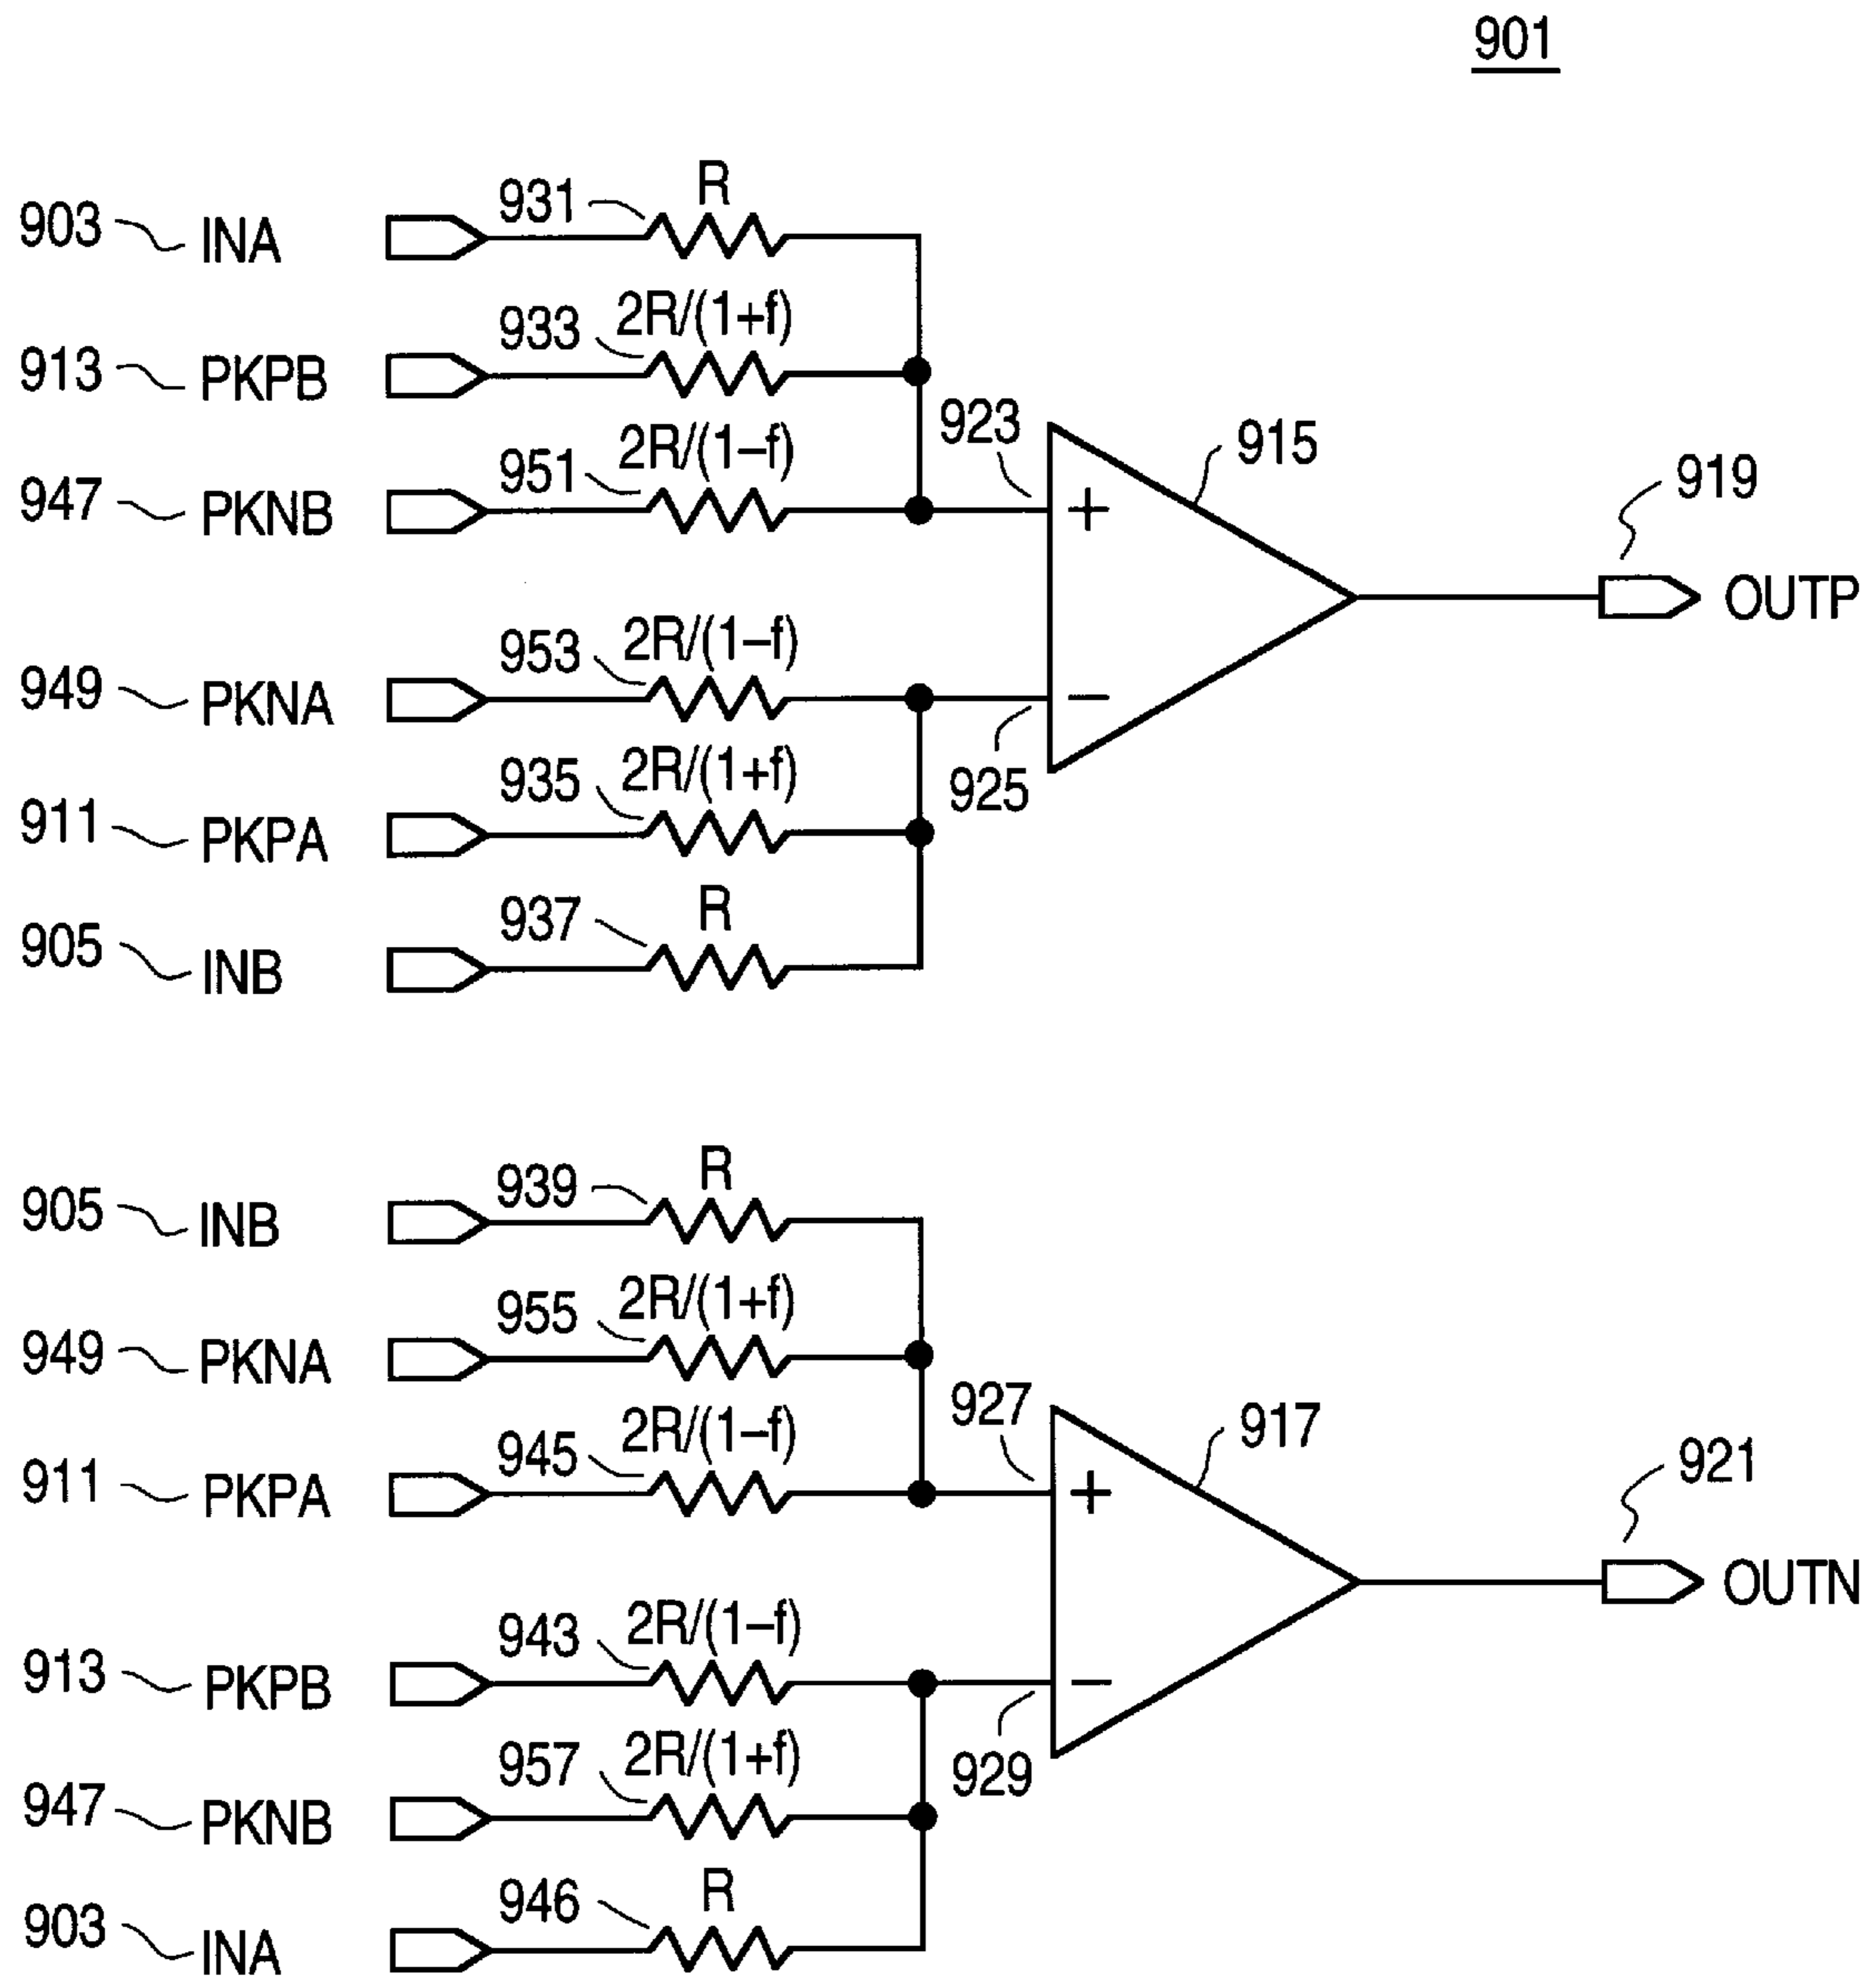 901
931 R
903 INA
933 2R/(1+f)
913 PKPB
951 2R/(1−f)
947 PKNB
923
+
915
919
OUTP
953 2R/(1−f)
949 PKNA
−
925
935 2R/(1+f)
911 PKPA
937 R
905 INB
939 R
905 INB
955 2R/(1+f)
949 PKNA
945 2R/(1−f)
911 PKPA
927
+
917
921
OUTN
943 2R/(1−f)
913 PKPB
−
929
957 2R/(1+f)
947 PKNB
946 R
903 INA